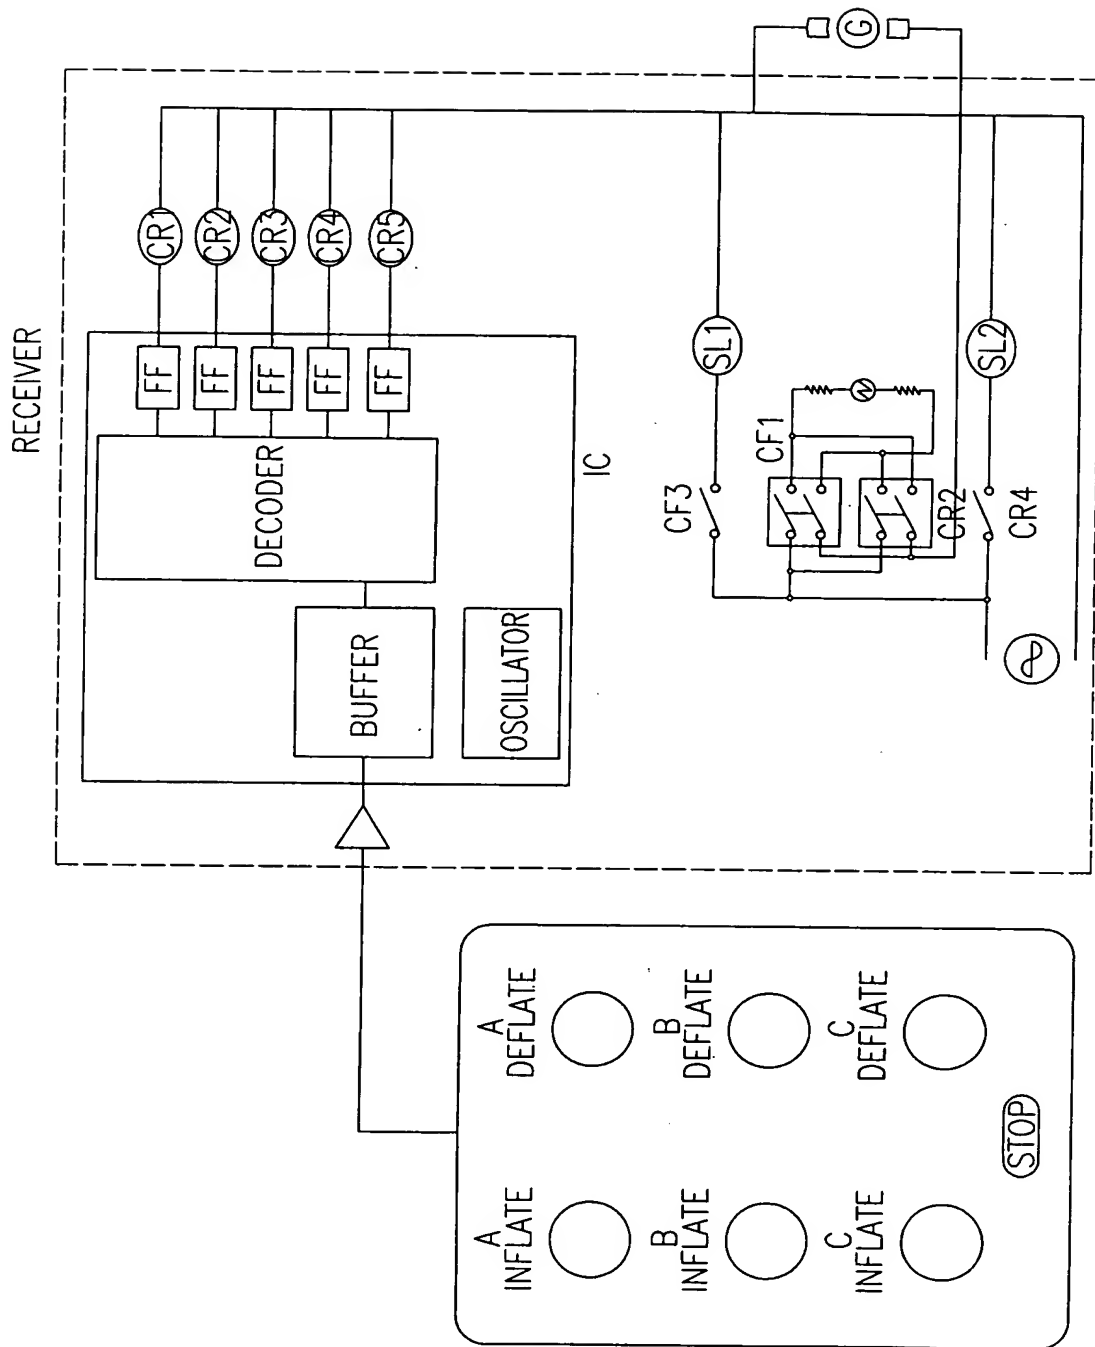 RECEIVER
CR1
CR2
CR3
CR4
CR5
FF
FF
FF
FF
FF
DECODER
BUFFER
OSCILLATOR
IC
G
SL1
SL2
CF3
CF1
N
CR2
CR4
A
INFLATE
A
DEFLATE
B
INFLATE
B
DEFLATE
C
INFLATE
C
DEFLATE
STOP